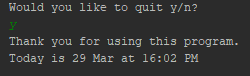 Would you like to quit y/n?
y
Thank you for using this program.
Today is 29 Mar at 16:02 PM